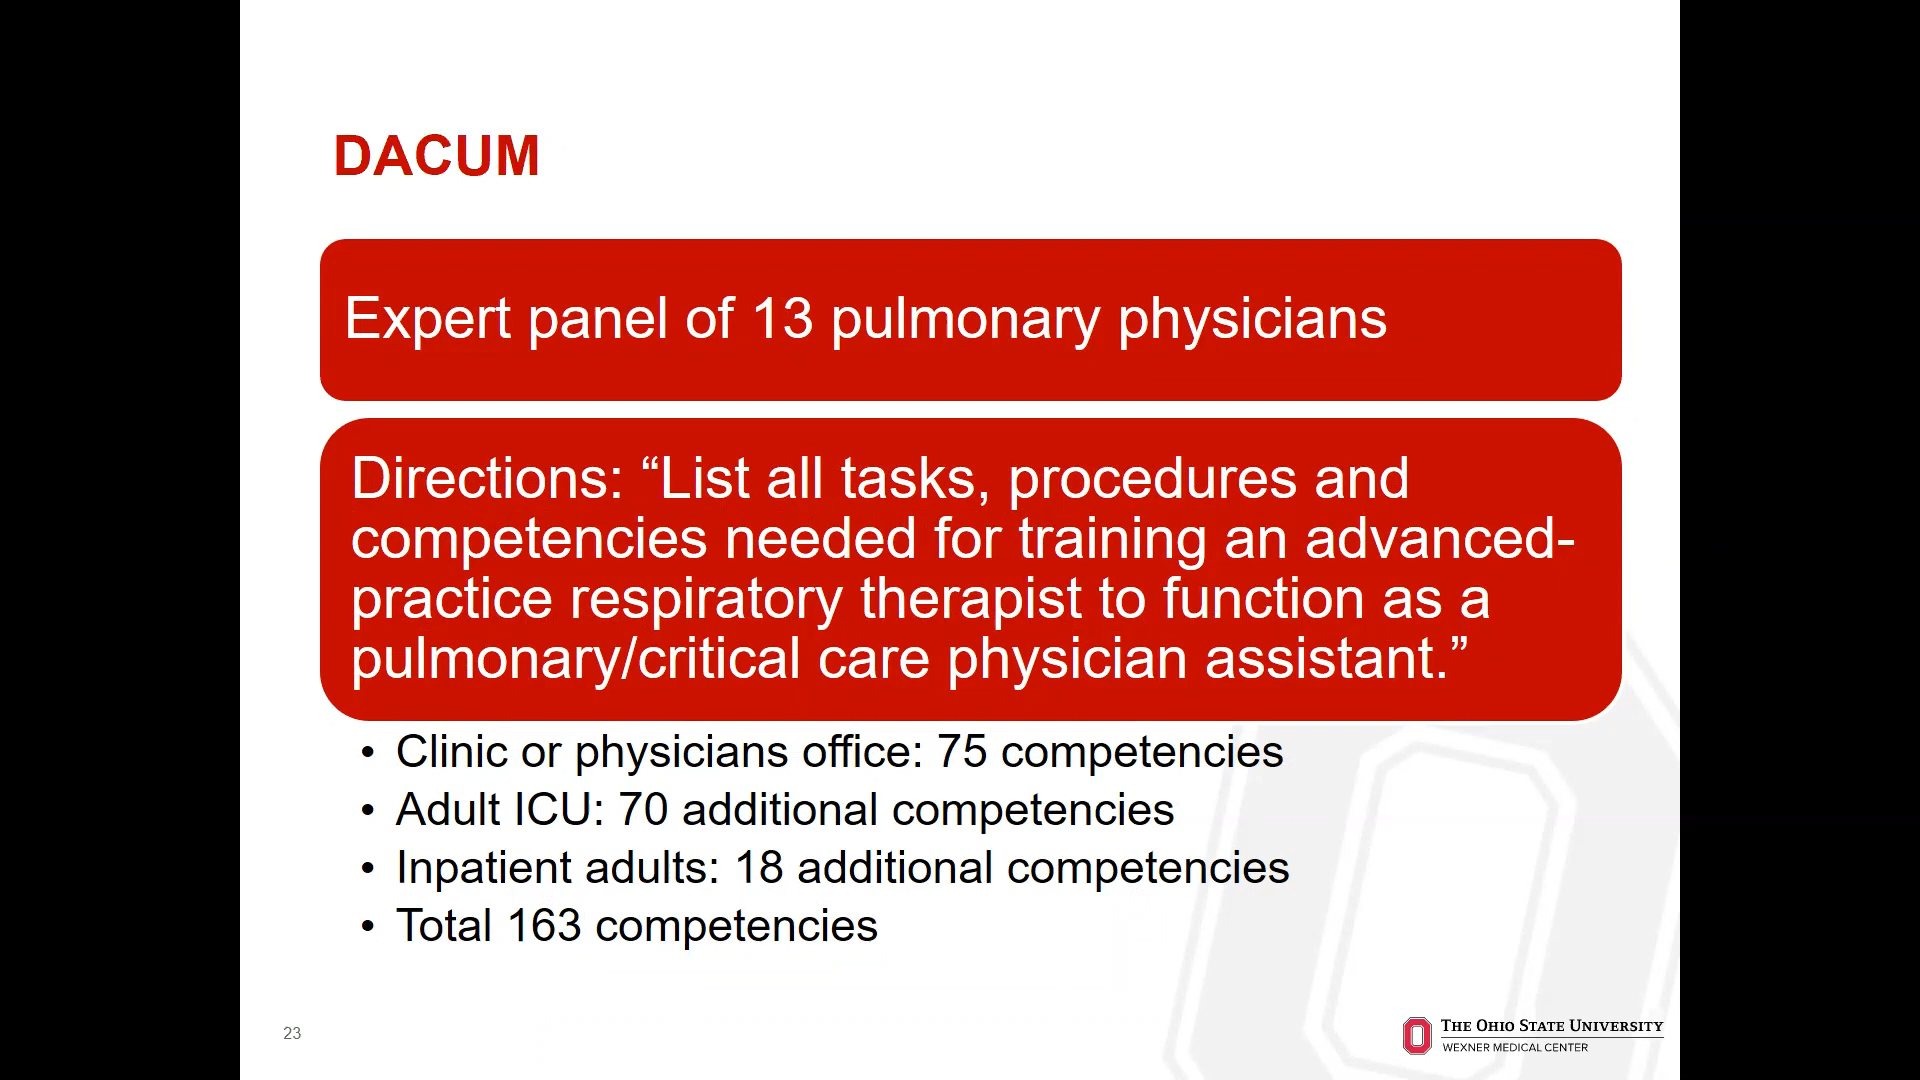 DACUM
Expert panel of 13 pulmonary physicians
Directions: “List all tasks, procedures and
competencies needed for training an advanced-
practice respiratory therapist to function as a
pulmonary/critical care physician assistant.”
• Clinic or physicians office: 75 competencies
• Adult ICU: 70 additional competencies
• Inpatient adults: 18 additional competencies
• Total 163 competencies
23
THE OHIO STATE UNIVERSITY
WEXNER MEDICAL CENTER